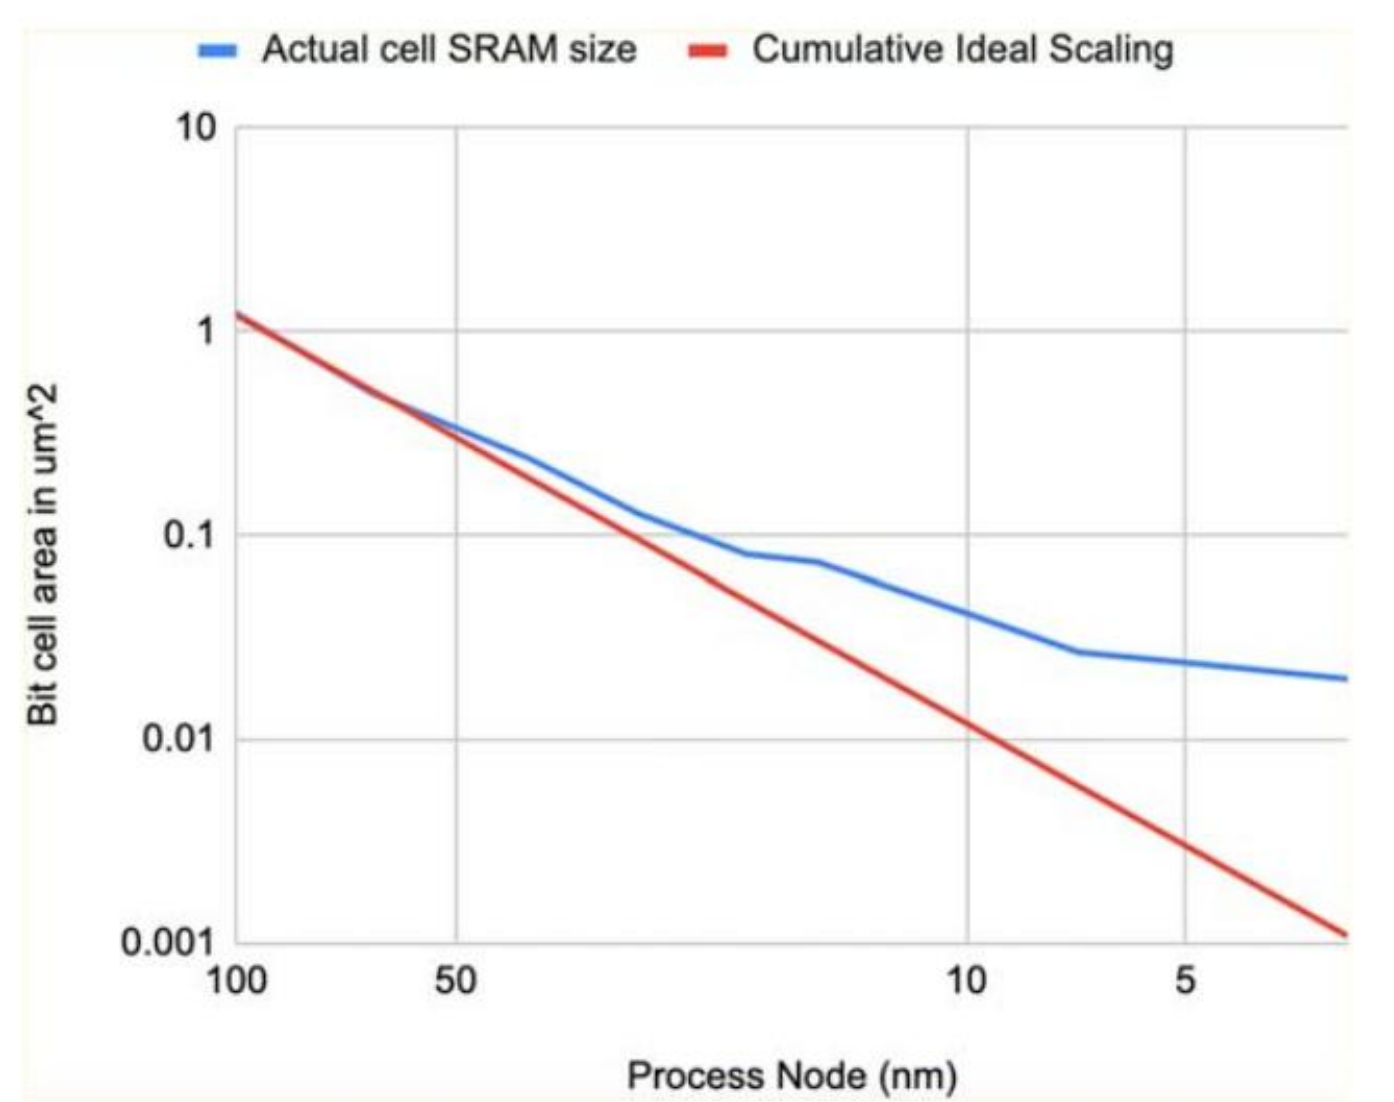 Actual cell SRAM size Cumulative Ideal Scaling
10
1
0.1
0.01
0.001
Bit cell area in um^2
100 50 10 5
Process Node (nm)